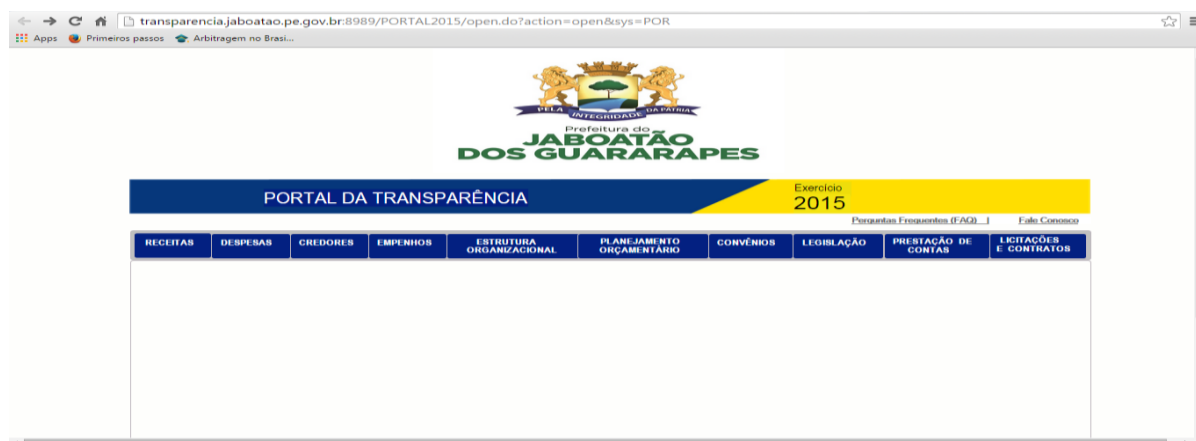 transparencia.jaboatao.pe.gov.br:8989/PORTAL2015/open.do?action=open&sys=POR
Apps Primeiros passos Arbitragem no Brasi...
PELA INTEGRIDADE DA PÁTRIA
Prefeitura do
JABOATÃO
DOS GUARARAPES
PORTAL DA TRANSPARÊNCIA
Exercício
2015
Perguntas Frequentes (FAQ) | Fale Conosco
RECEITAS DESPESAS CREDORES EMPENHOS ESTRUTURA ORGANIZACIONAL PLANEJAMENTO ORÇAMENTÁRIO CONVÊNIOS LEGISLAÇÃO PRESTAÇÃO DE CONTAS LICITAÇÕES E CONTRATOS